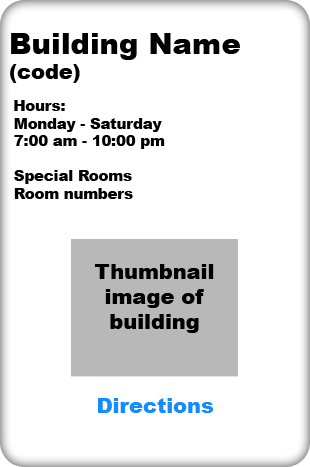 Building Name
(code)
Hours:
Monday - Saturday
7:00 am - 10:00 pm
Special Rooms
Room numbers
Thumbnail
image of
building
Directions